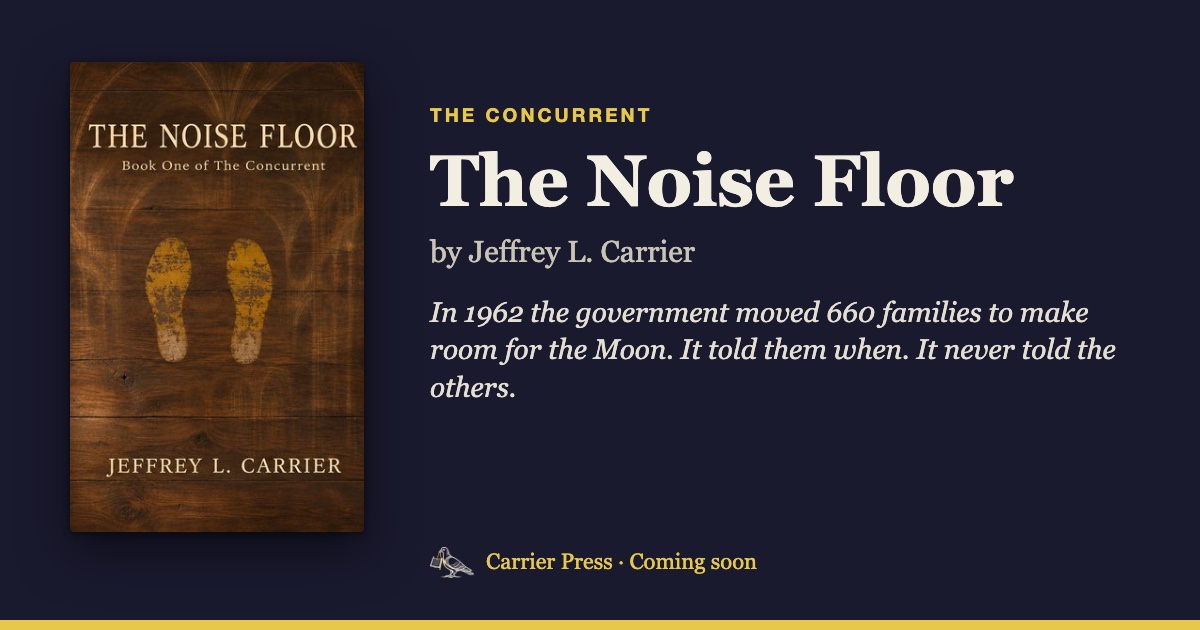 THE NOISE FLOOR
Book One of The Concurrent
JEFFREY L. CARRIER
THE CONCURRENT
The Noise Floor
by Jeffrey L. Carrier
In 1962 the government moved 660 families to make
room for the Moon. It told them when. It never told the
others.
Carrier Press · Coming soon